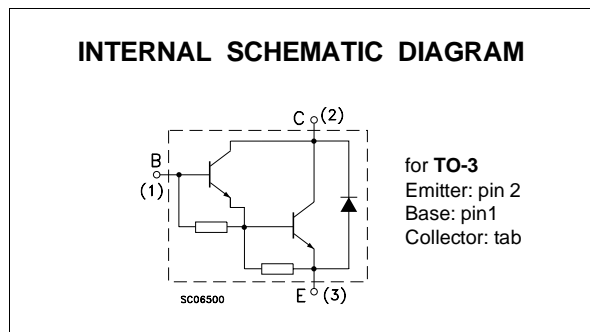 INTERNAL SCHEMATIC DIAGRAM
C (2)
B
(1)
for TO-3
Emitter: pin 2
Base: pin1
Collector: tab
SC06500
E (3)